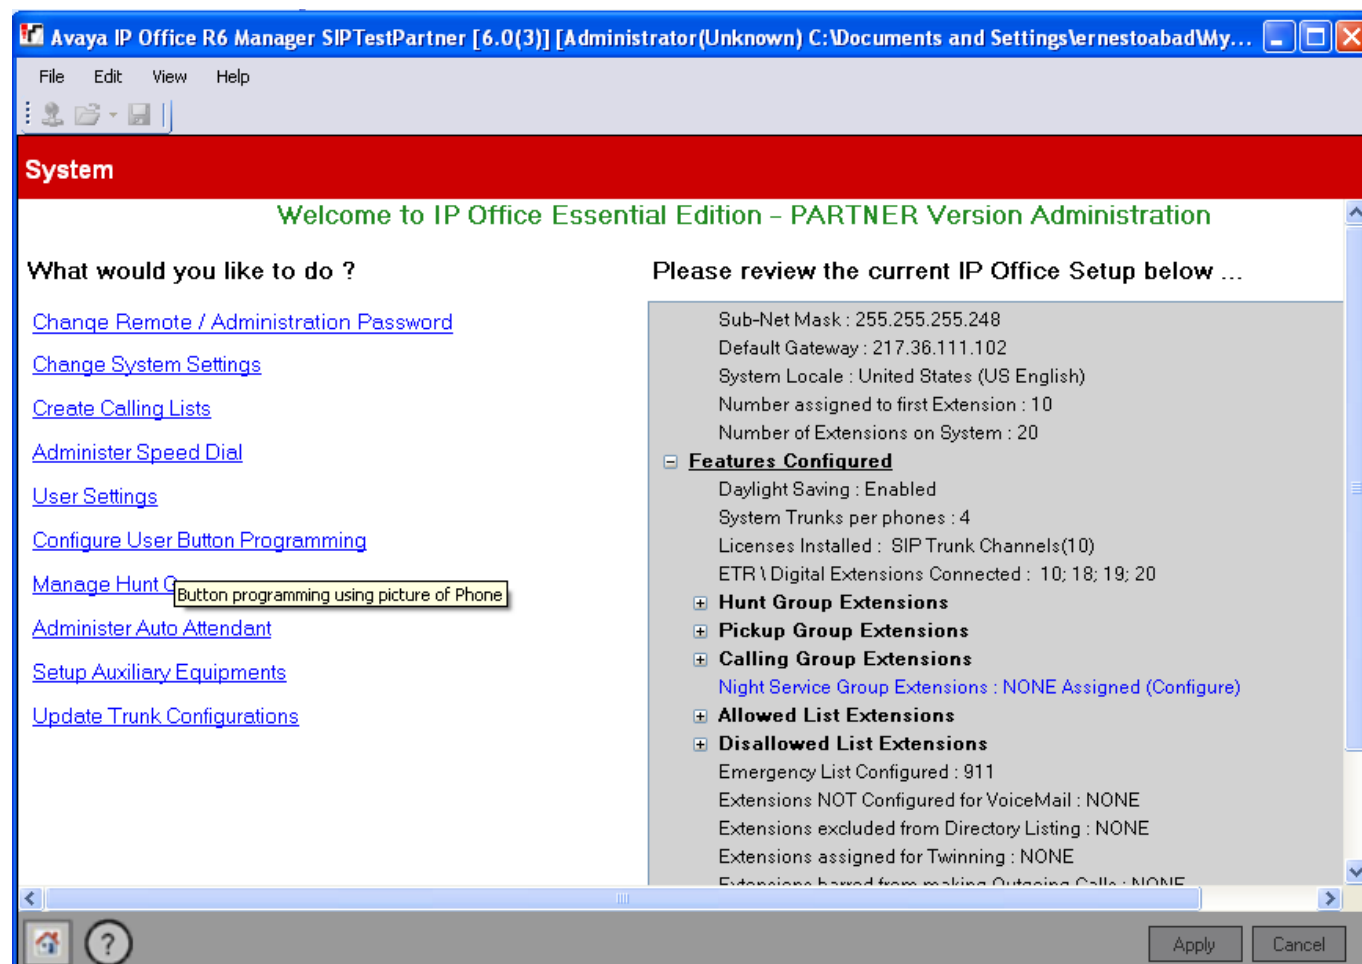 Avaya IP Office R6 Manager SIPTestPartner [6.0(3)] [Administrator(Unknown) C:\Documents and Settings\ernestoabad\My...
File Edit View Help
System
Welcome to IP Office Essential Edition - PARTNER Version Administration
What would you like to do ?
Change Remote / Administration Password
Change System Settings
Create Calling Lists
Administer Speed Dial
User Settings
Configure User Button Programming
Manage Hunt G
Button programming using picture of Phone
Administer Auto Attendant
Setup Auxiliary Equipments
Update Trunk Configurations
Please review the current IP Office Setup below ...
Sub-Net Mask : 255.255.255.248
Default Gateway : 217.36.111.102
System Locale : United States (US English)
Number assigned to first Extension : 10
Number of Extensions on System : 20
Features Configured
Daylight Saving : Enabled
System Trunks per phones : 4
Licenses Installed : SIP Trunk Channels(10)
ETR \ Digital Extensions Connected : 10; 18; 19; 20
Hunt Group Extensions
Pickup Group Extensions
Calling Group Extensions
Night Service Group Extensions : NONE Assigned (Configure)
Allowed List Extensions
Disallowed List Extensions
Emergency List Configured : 911
Extensions NOT Configured for VoiceMail : NONE
Extensions excluded from Directory Listing : NONE
Extensions assigned for Twinning : NONE
Extensions barred from making Outgoing Calls : NONE
Apply Cancel